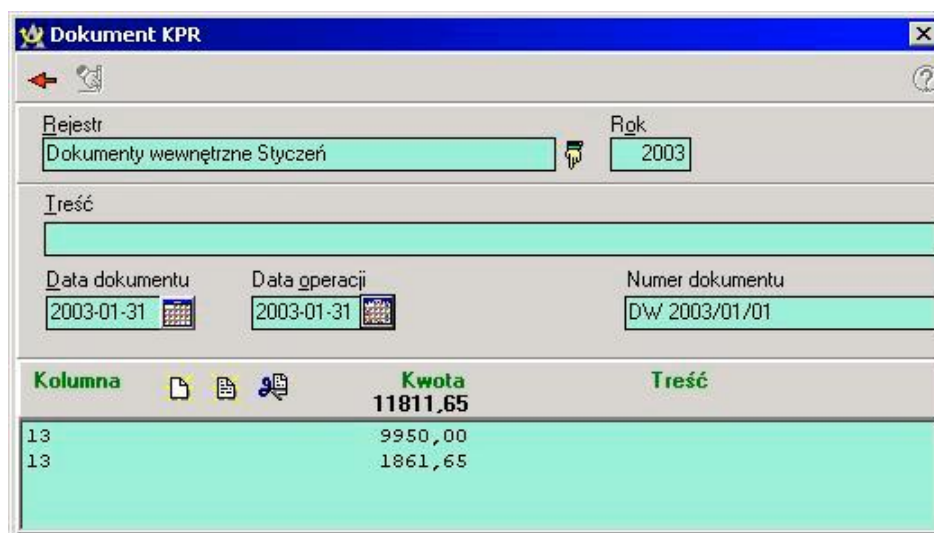 Dokument KPR
Rejestr
Rok
Dokumenty wewnętrzne Styczeń
2003
Treść
Data dokumentu
Data operacji
Numer dokumentu
2003-01-31
2003-01-31
DW 2003/01/01
Kolumna
Kwota
Treść
11811,65
13 9950,00
13 1861,65